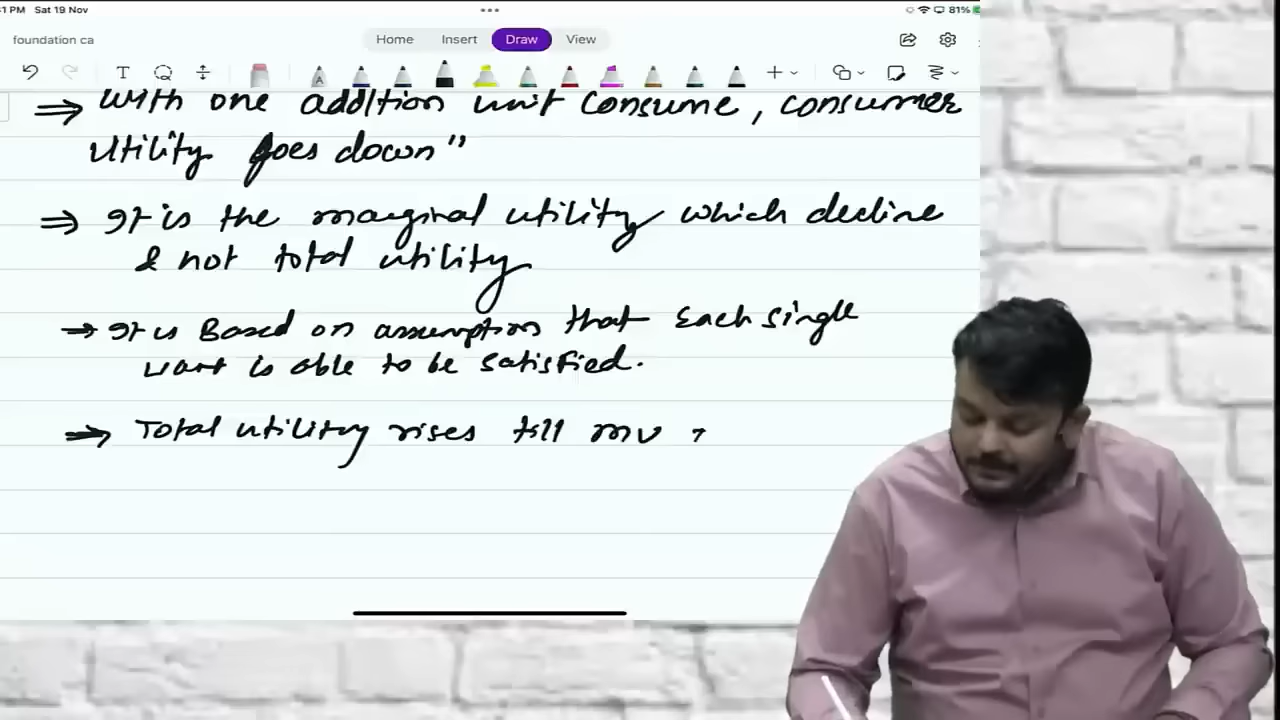 1 PM Sat 19 Nov
81%
foundation ca
Home Insert Draw View
⇒ With one addition unit Consume, consumer
utility goes down"
⇒ It is the marginal utility which decline
& not total utility
→ It is Based on assumption that Each single
want is able to be satisfied.
⇒ Total utility rises till mu